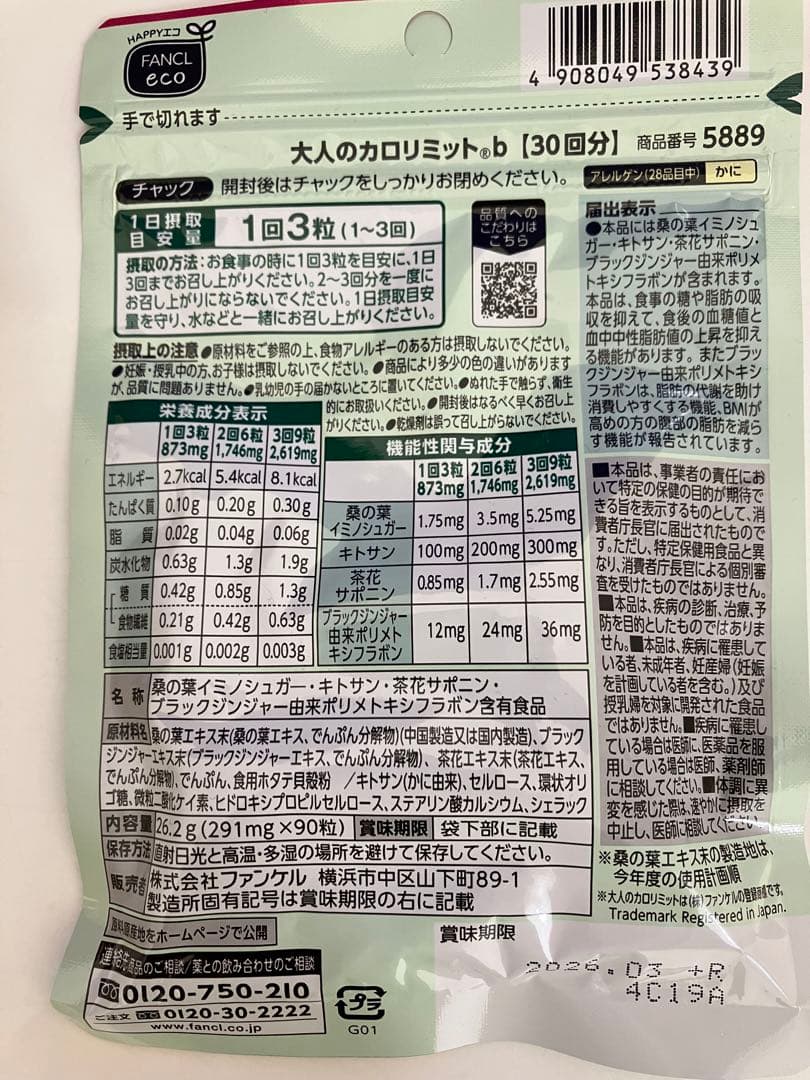 HAPPYエコ
FANCL
eco
4 908049 538439
手で切れます
大人のカロリミット®b【30回分】 商品番号 5889
チャック 開封後はチャックをしっかりお閉めください。
アレルゲン(28品目中) かに
1日摂取
目安量
1回3粒(1~3回)
摂取の方法:お食事の時に1回3粒を目安に、1日
3回までお召し上がりください。2~3回分を一度に
お召し上がりにならないでください。1日摂取目安
量を守り、水などと一緒にお召し上がりください。
品質への
こだわりは
こちら
摂取上の注意 ●原材料をご参照の上、食物アレルギーのある方は摂取しないでください。
●妊娠・授乳中の方、お子様は摂取しないでください。●商品により多少の色の違いがあります
が、品質に問題ありません。●乳幼児の手の届かないところに置いてください。●ぬれた手で触らず、衛生
的にお取扱いください。●開封後はなるべく早くお召し上
がりください。●乾燥剤は誤って召し上がらないでください。
栄養成分表示
1回3粒 2回6粒 3回9粒
873mg 1,746mg 2,619mg
エネルギー 2.7kcal 5.4kcal 8.1kcal
たんぱく質 0.10g 0.20g 0.30g
脂質 0.02g 0.04g 0.06g
炭水化物 0.63g 1.3g 1.9g
糖質 0.42g 0.85g 1.3g
食物繊維 0.21g 0.42g 0.63g
食塩相当量 0.001g 0.002g 0.003g
機能性関与成分
1回3粒 2回6粒 3回9粒
873mg 1,746mg 2,619mg
桑の葉
イミノシュガー 1.75mg 3.5mg 5.25mg
キトサン 100mg 200mg 300mg
茶花
サポニン 0.85mg 1.7mg 2.55mg
ブラックジンジャー
由来ポリメト
キシフラボン 12mg 24mg 36mg
届出表示
●本品には桑の葉イミノシュ
ガー・キトサン・茶花サポニン・
ブラックジンジャー由来ポリメ
トキシフラボンが含まれます。
本品は、食事の糖や脂肪の吸
収を抑えて、食後の血糖値と
血中中性脂肪値の上昇を抑え
る機能があります。またブラッ
クジンジャー由来ポリメトキシ
フラボンは、脂肪の代謝を助け
消費しやすくする機能、BMIが
高めの方の腹部の脂肪を減ら
す機能が報告されています。
■本品は、事業者の責任にお
いて特定の保健の目的が期待で
きる旨を表示するものとして、消
費者庁長官に届出されたもので
す。ただし、特定保健用食品と異
なり、消費者庁長官による個別審
査を受けたものではありません。
■本品は、疾病の診断、治療、予
防を目的としたものではありま
せん。■本品は、疾病に罹患して
いる者、未成年者、妊産婦(妊娠
を計画している者を含む。)及び
授乳婦を対象に開発された食品
ではありません。■疾病に罹患し
ている場合は医師に、医薬品を服
用している場合は医師、薬剤師
に相談してください。■体調に異
変を感じた際は、速やかに摂取を
中止し、医師に相談してください。
名称 桑の葉イミノシュガー・キトサン・茶花サポニン・
ブラックジンジャー由来ポリメトキシフラボン含有食品
原材料名 桑の葉エキス末(桑の葉エキス、でんぷん分解物)(中国製造又は国内製造)、ブラック
ジンジャーエキス末(ブラックジンジャーエキス、でんぷん分解物)、茶花エキス末(茶花エキス、
でんぷん分解物)、でんぷん、食用ホタテ貝殻粉 /キトサン(かに由来)、セルロース、環状オリ
ゴ糖、微粒二酸化ケイ素、ヒドロキシプロピルセルロース、ステアリン酸カルシウム、シェラック
内容量 26.2g(291mg×90粒) 賞味期限 袋下部に記載
保存方法 直射日光と高温・多湿の場所を避けて保存してください。
販売者 株式会社ファンケル 横浜市中区山下町89-1
製造所固有記号は賞味期限の右に記載
※桑の葉エキス末の製造地は、
今年度の使用計画順
※大人のカロリミットは(株)ファンケルの登録商標です。
Trademark Registered in Japan.
原料原産地をホームページで公開
連絡先 商品のご相談/薬との飲み合わせのご相談
0120-750-210
ご注文 0120-30-2222
www.fancl.co.jp
プラ
G01
賞味期限
2026.03 +R
4C19A